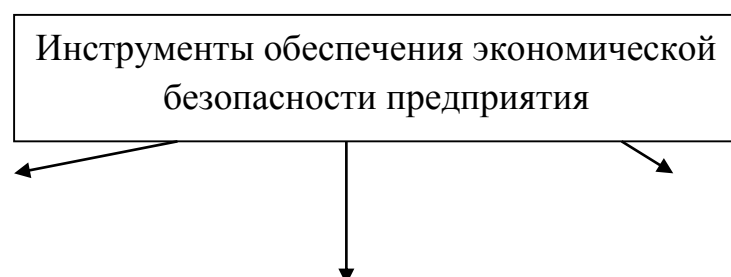 Инструменты обеспечения экономической
безопасности предприятия